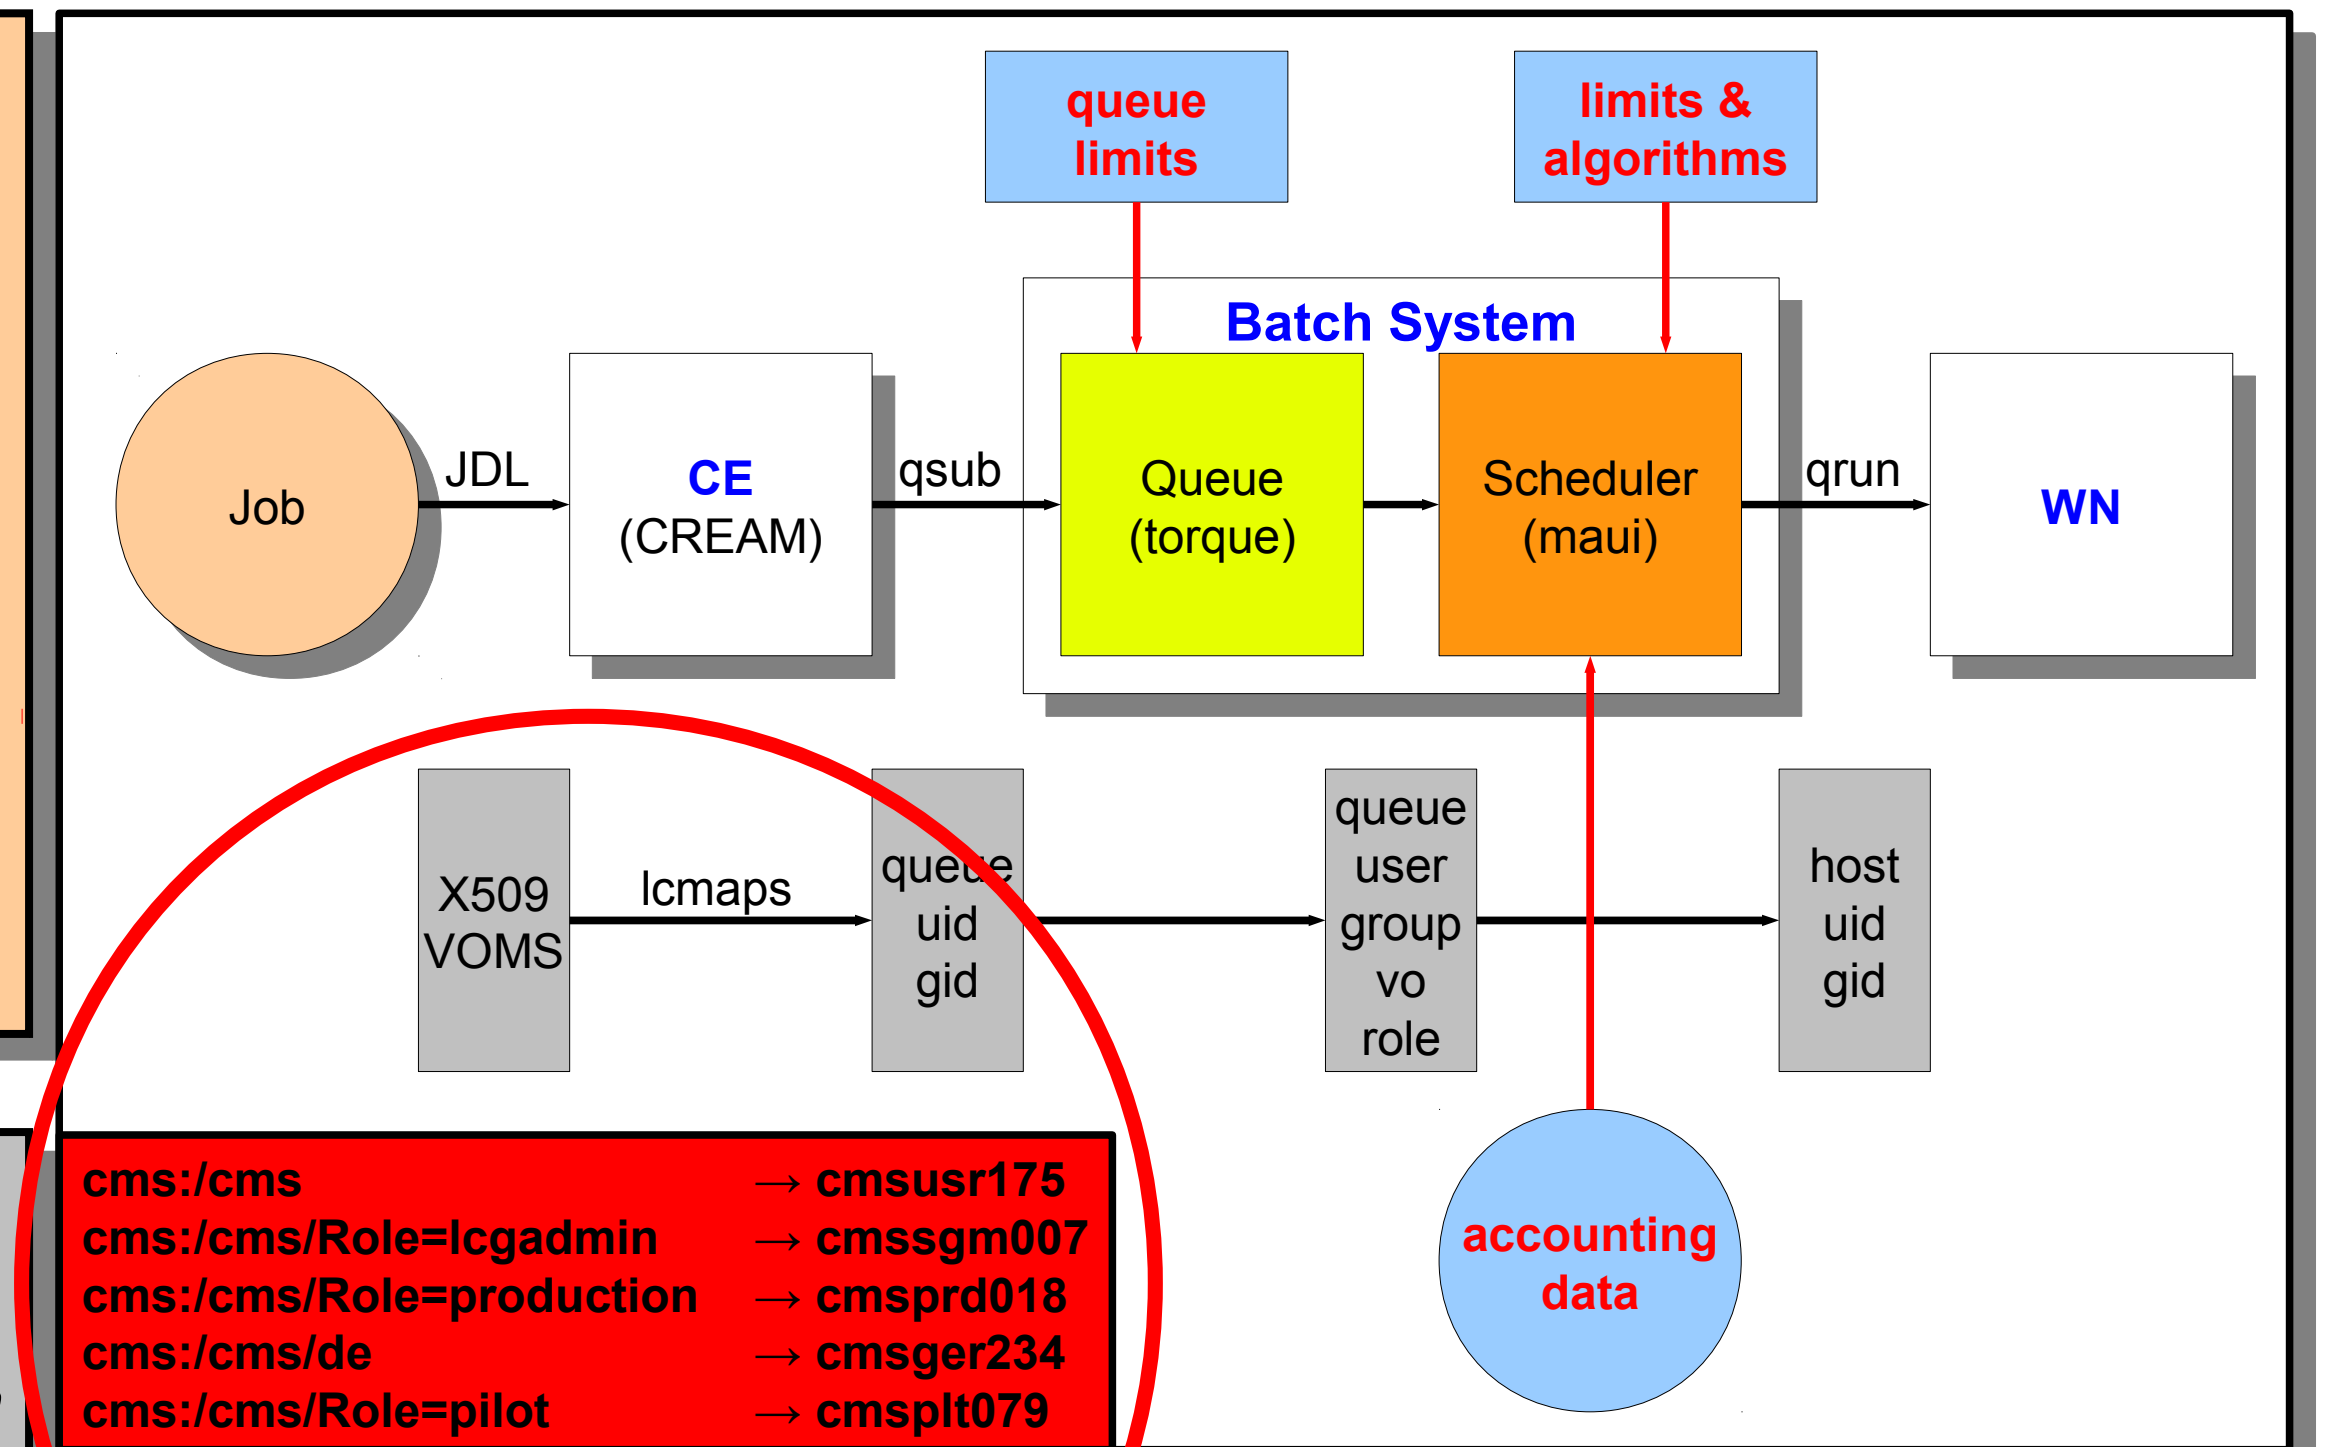 queue
limits
limits &
algorithms
Batch System
Job
JDL
CE
(CREAM)
qsub
Queue
(torque)
Scheduler
(maui)
qrun
WN
X509
VOMS
lcmaps
queue
uid
gid
queue
user
group
vo
role
host
uid
gid
cms:/cms → cmsusr175
cms:/cms/Role=lcgadmin → cmssgm007
cms:/cms/Role=production → cmsprd018
cms:/cms/de → cmsger234
cms:/cms/Role=pilot → cmsplt079
accounting
data